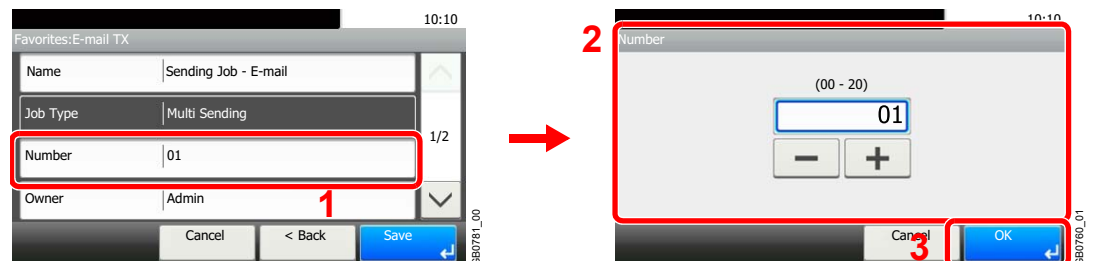 10:10
Favorites:E-mail TX
Name Sending Job - E-mail
Job Type Multi Sending
1/2
Number 01
Owner Admin
1
Cancel < Back Save
GB0781_00
10:10
2
Number
(00 - 20)
01
Cancel OK
3
GB0760_01